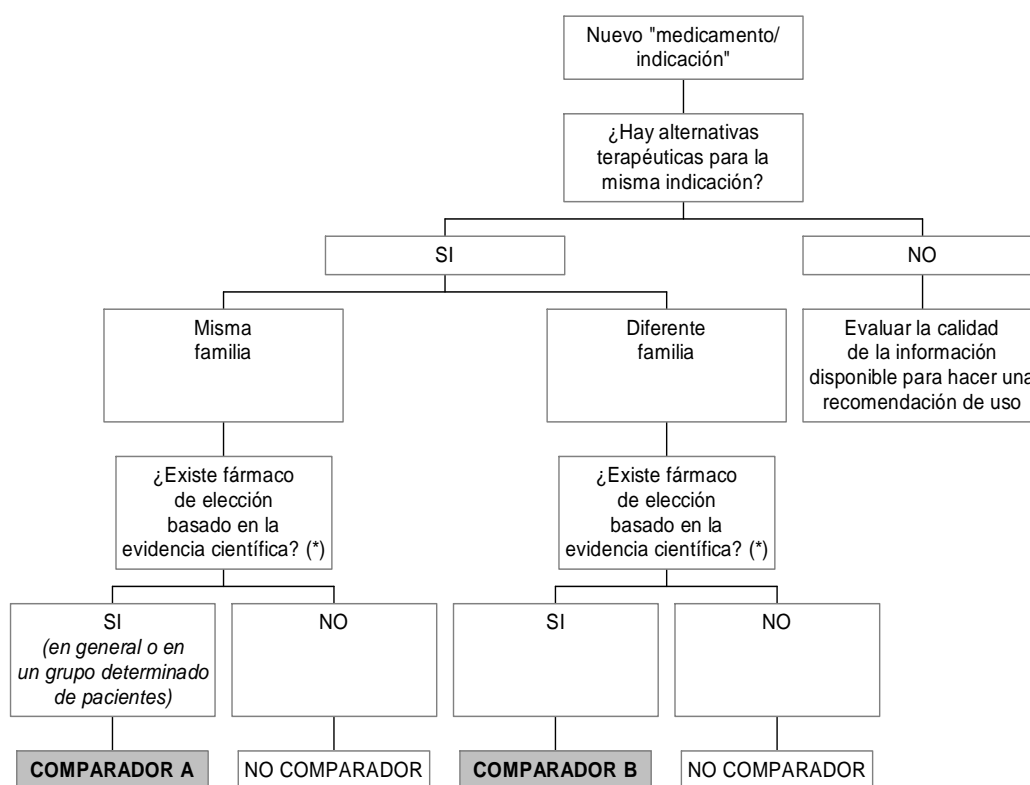 Nuevo "medicamento/
indicación"
¿Hay alternativas
terapéuticas para la
misma indicación?
SI
NO
Misma
familia
Diferente
familia
Evaluar la calidad
de la información
disponible para hacer una
recomendación de uso
¿Existe fármaco
de elección
basado en la
evidencia científica? (*)
¿Existe fármaco
de elección
basado en la
evidencia científica? (*)
SI
(en general o en
un grupo determinado
de pacientes)
NO
SI
NO
COMPARADOR A
NO COMPARADOR
COMPARADOR B
NO COMPARADOR